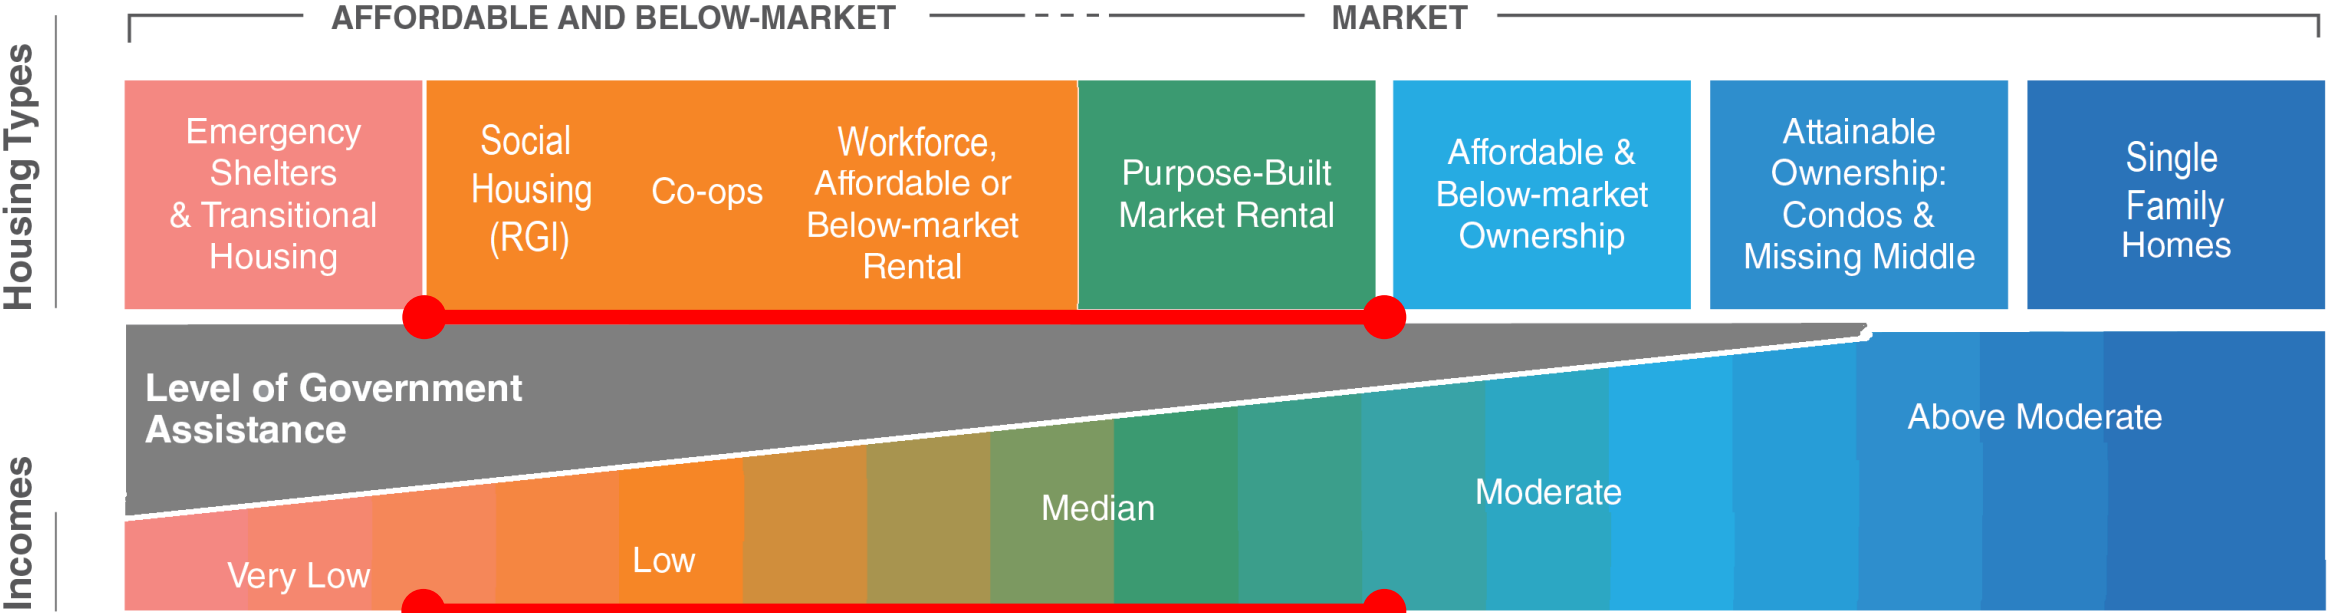 AFFORDABLE AND BELOW-MARKET
MARKET
Housing Types
Emergency
Shelters
& Transitional
Housing
Social
Housing
(RGI)
Co-ops
Workforce,
Affordable or
Below-market
Rental
Purpose-Built
Market Rental
Affordable &
Below-market
Ownership
Attainable
Ownership:
Condos &
Missing Middle
Single
Family
Homes
Level of Government
Assistance
Incomes
Very Low
Low
Median
Moderate
Above Moderate